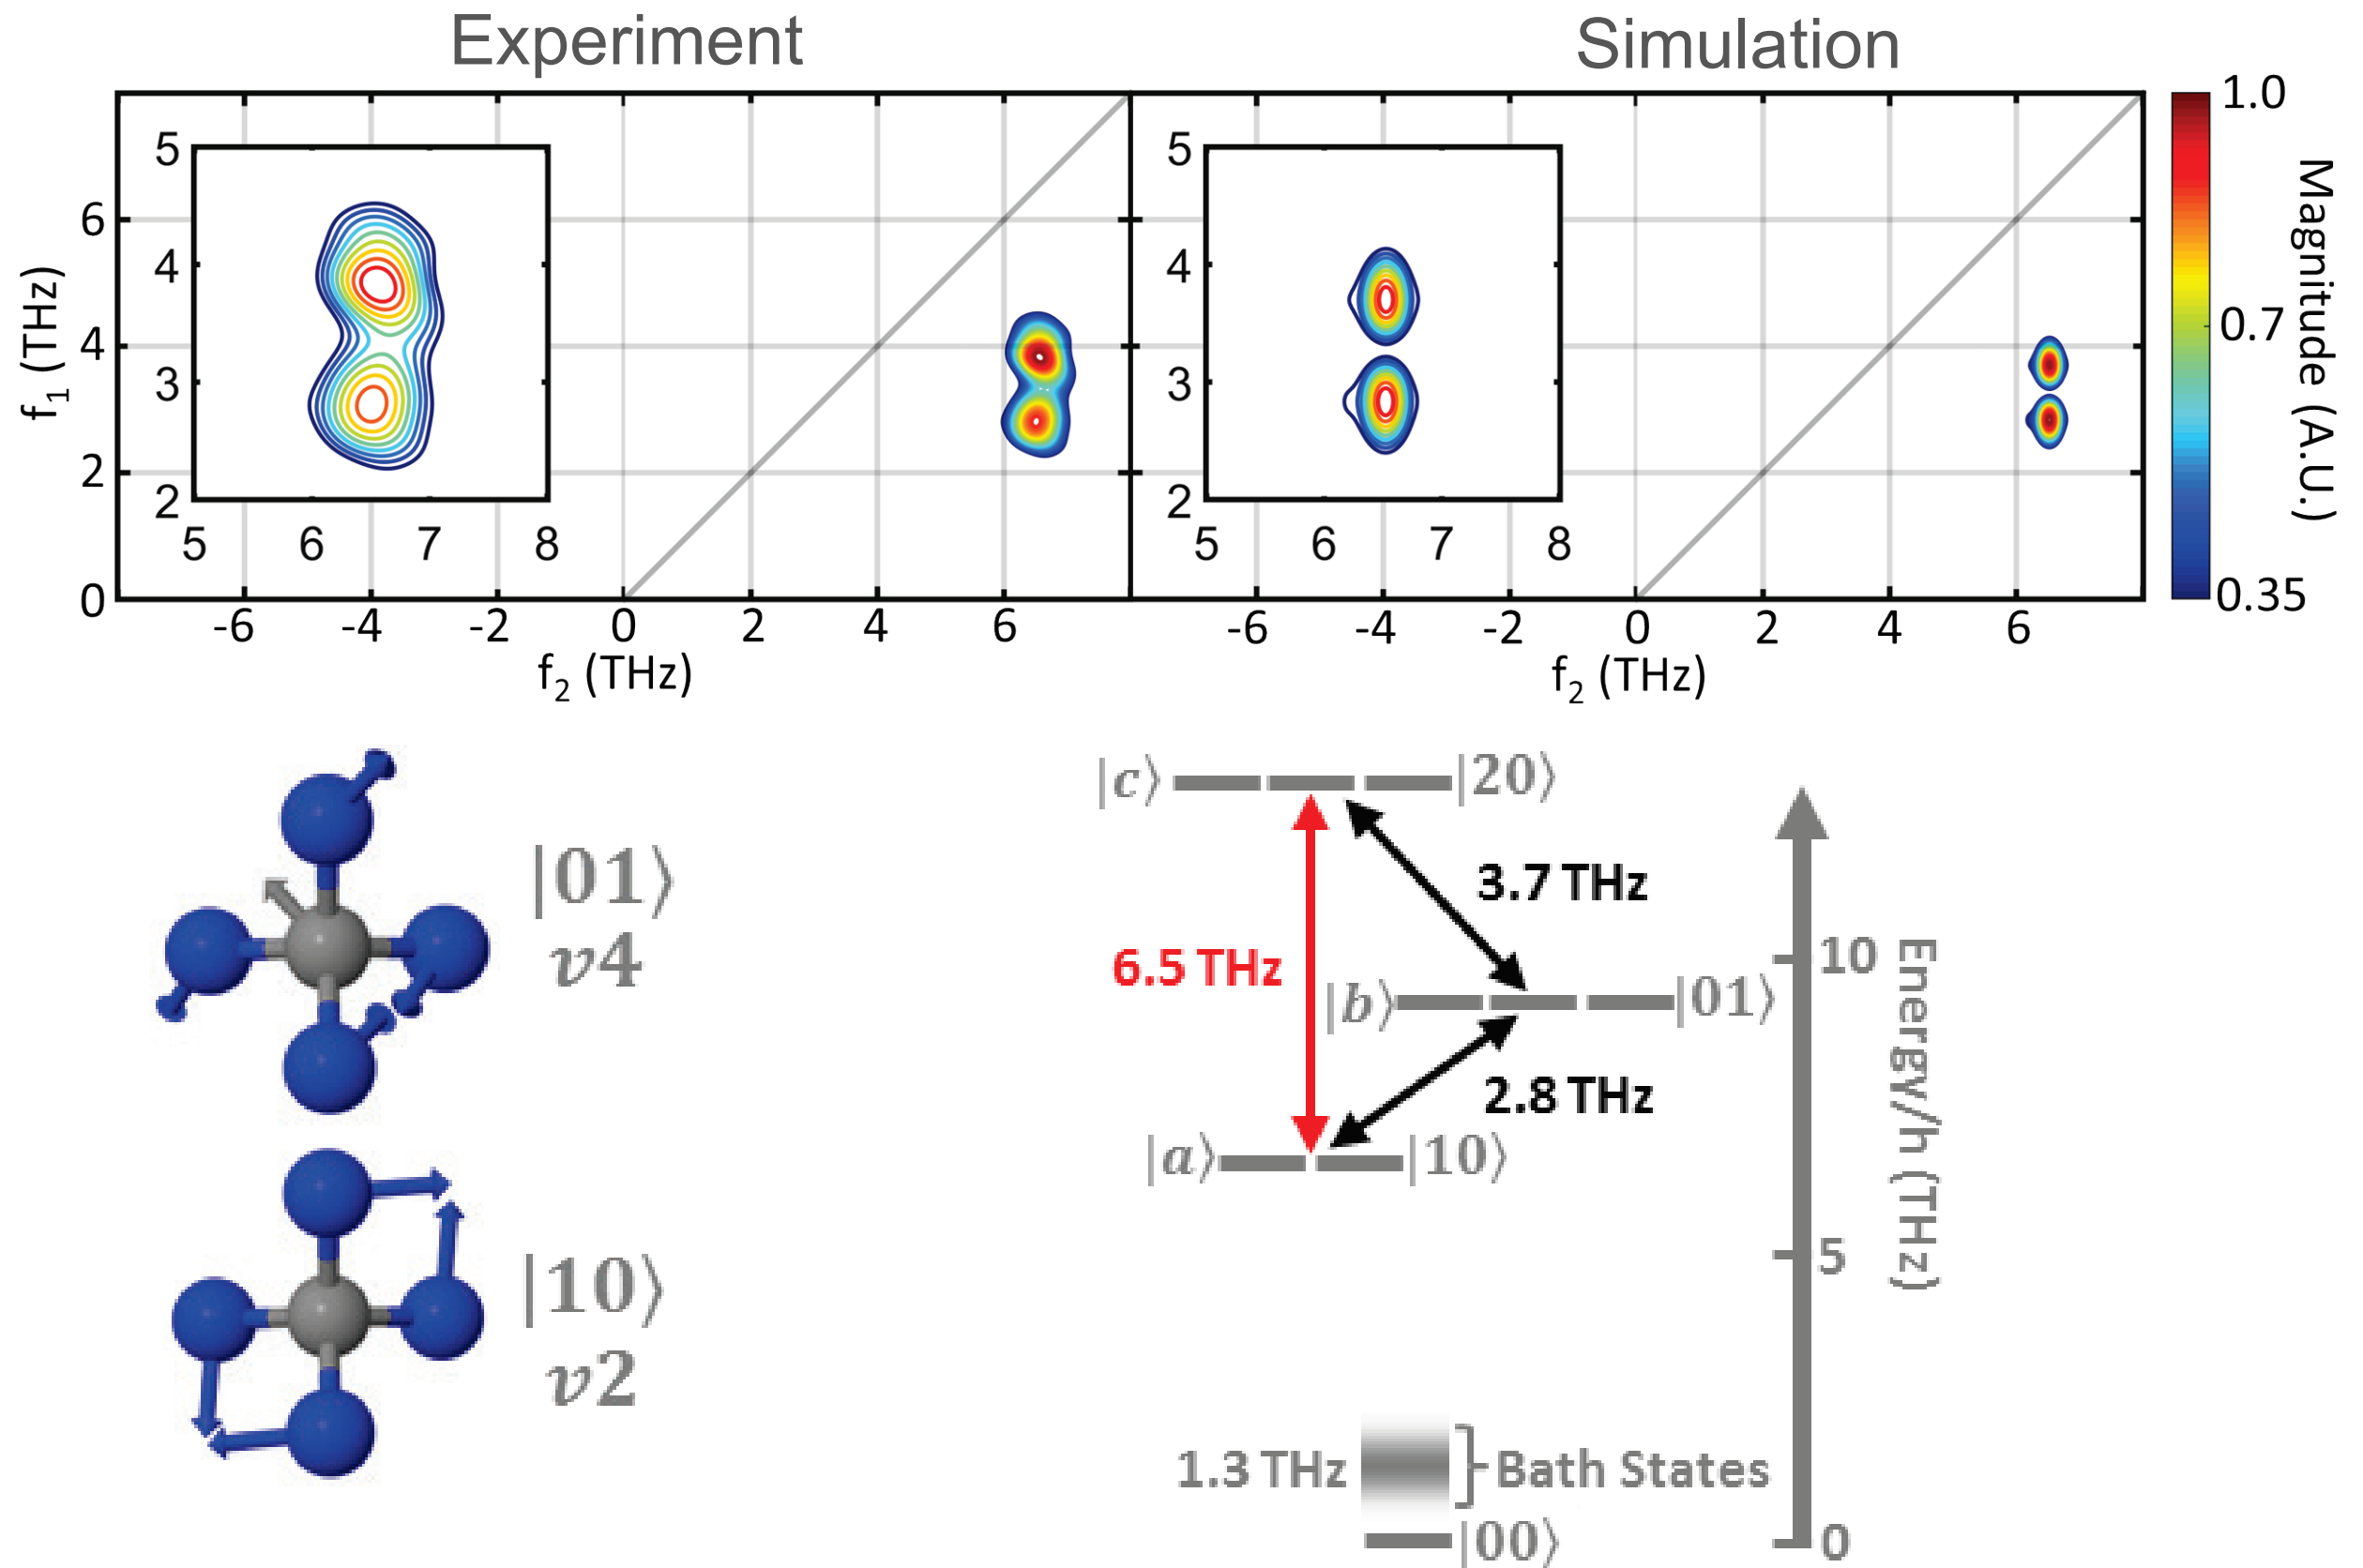 Experiment
Simulation
5
4
3
2
5 6 7 8
5
4
3
2
5 6 7 8
6
4
2
0
f1 (THz)
-6 -4 -2 0 2 4 6
f2 (THz)
-6 -4 -2 0 2 4 6
f2 (THz)
1.0
0.7
0.35
Magnitude (A.U.)
|01⟩
v4
|10⟩
v2
|c⟩ |20⟩
3.7 THz
6.5 THz
|b⟩ |01⟩
2.8 THz
|a⟩ |10⟩
1.3 THz Bath States
|00⟩
10
5
0
Energy/h (THz)